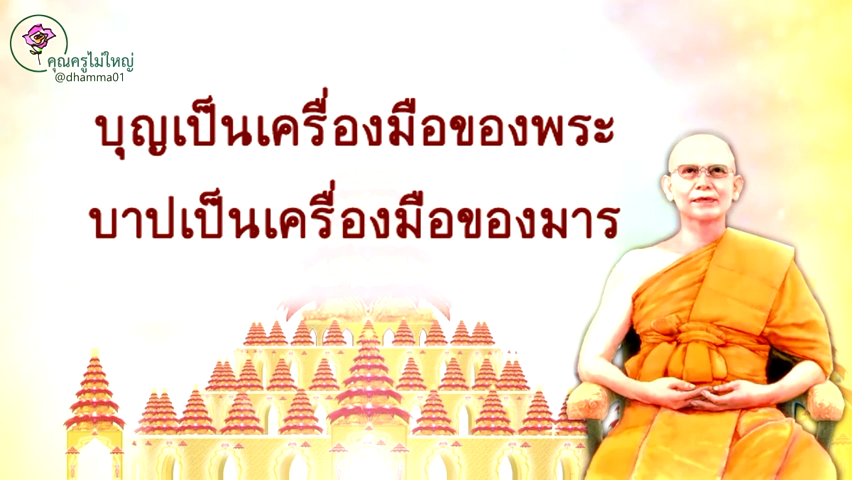 คุณครูไม่ใหญ่
@dhamma01
บุญเป็นเครื่องมือของพระ
บาปเป็นเครื่องมือของมาร